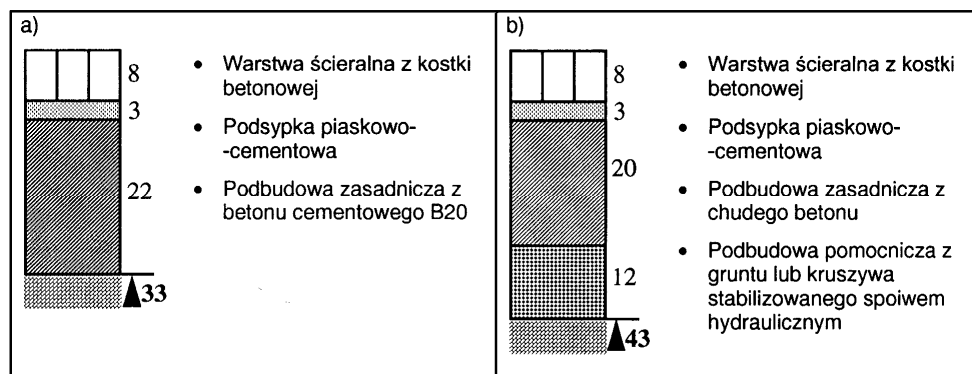 a)
8
3
22
33
• Warstwa ścieralna z kostki
betonowej
• Podsypka piaskowo-
-cementowa
• Podbudowa zasadnicza z
betonu cementowego B20
b)
8
3
20
12
43
• Warstwa ścieralna z kostki
betonowej
• Podsypka piaskowo-
-cementowa
• Podbudowa zasadnicza z
chudego betonu
• Podbudowa pomocnicza z
gruntu lub kruszywa
stabilizowanego spoiwem
hydraulicznym